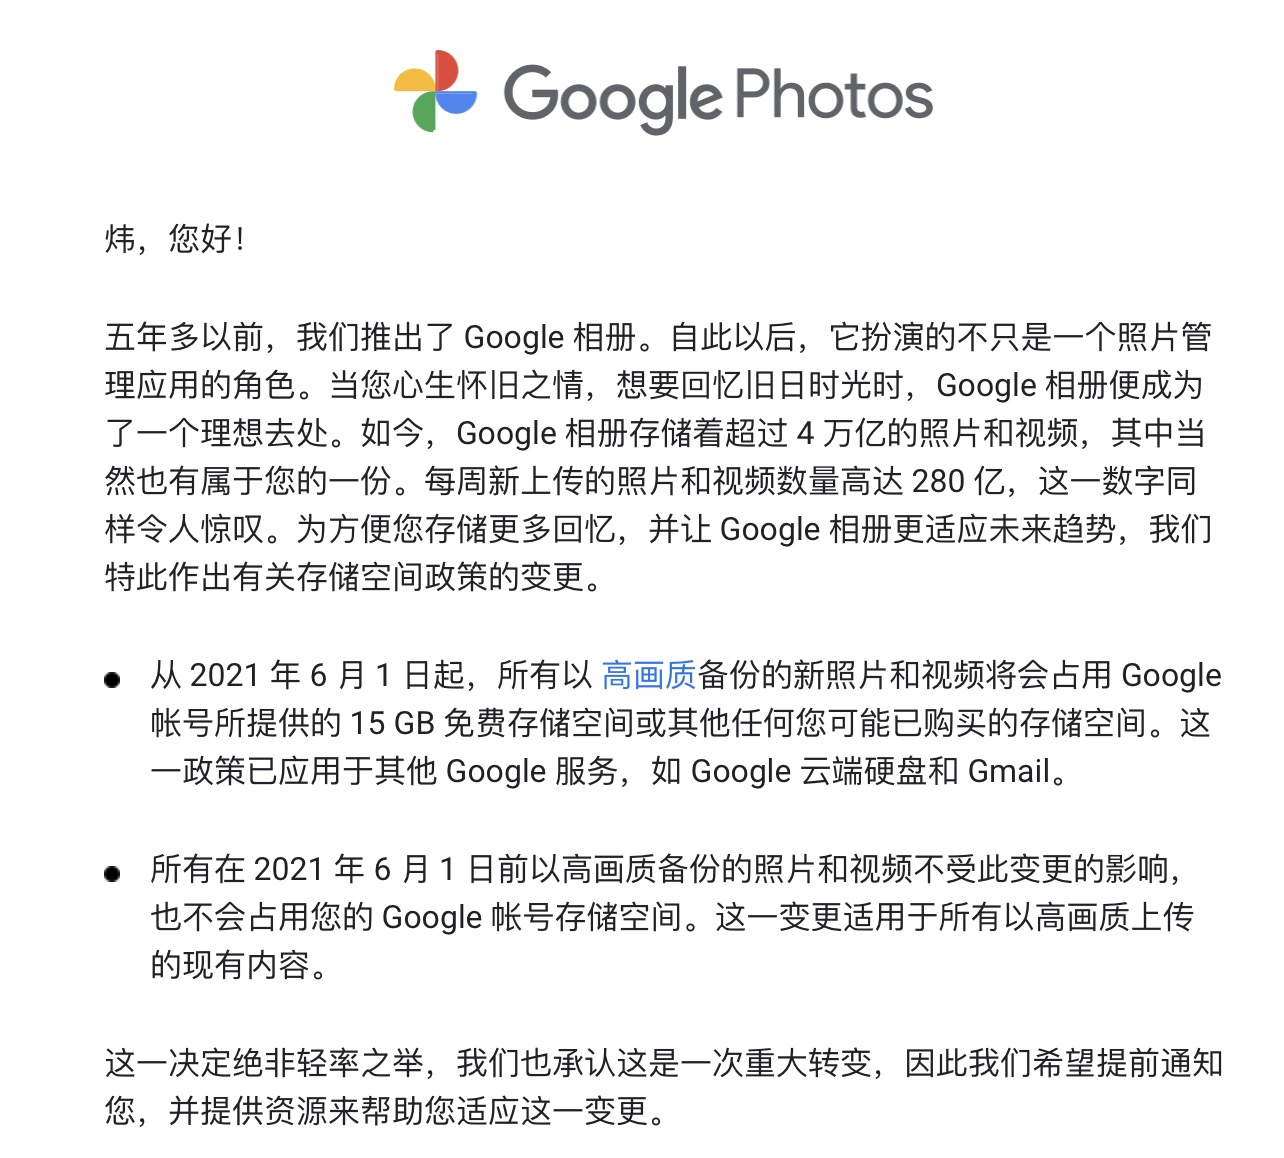 Google Photos
炜，您好！
五年多以前，我们推出了 Google 相册。自此以后，它扮演的不只是一个照片管
理应用的角色。当您心生怀旧之情，想要回忆旧日时光时，Google 相册便成为
了一个理想去处。如今，Google 相册存储着超过 4 万亿的照片和视频，其中当
然也有属于您的一份。每周新上传的照片和视频数量高达 280 亿，这一数字同
样令人惊叹。为方便您存储更多回忆，并让 Google 相册更适应未来趋势，我们
特此作出有关存储空间政策的变更。
● 从 2021 年 6 月 1 日起，所有以 高画质备份的新照片和视频将会占用 Google
帐号所提供的 15 GB 免费存储空间或其他任何您可能已购买的存储空间。这
一政策已应用于其他 Google 服务，如 Google 云端硬盘和 Gmail。
● 所有在 2021 年 6 月 1 日前以高画质备份的照片和视频不受此变更的影响，
也不会占用您的 Google 帐号存储空间。这一变更适用于所有以高画质上传
的现有内容。
这一决定绝非轻率之举，我们也承认这是一次重大转变，因此我们希望提前通知
您，并提供资源来帮助您适应这一变更。